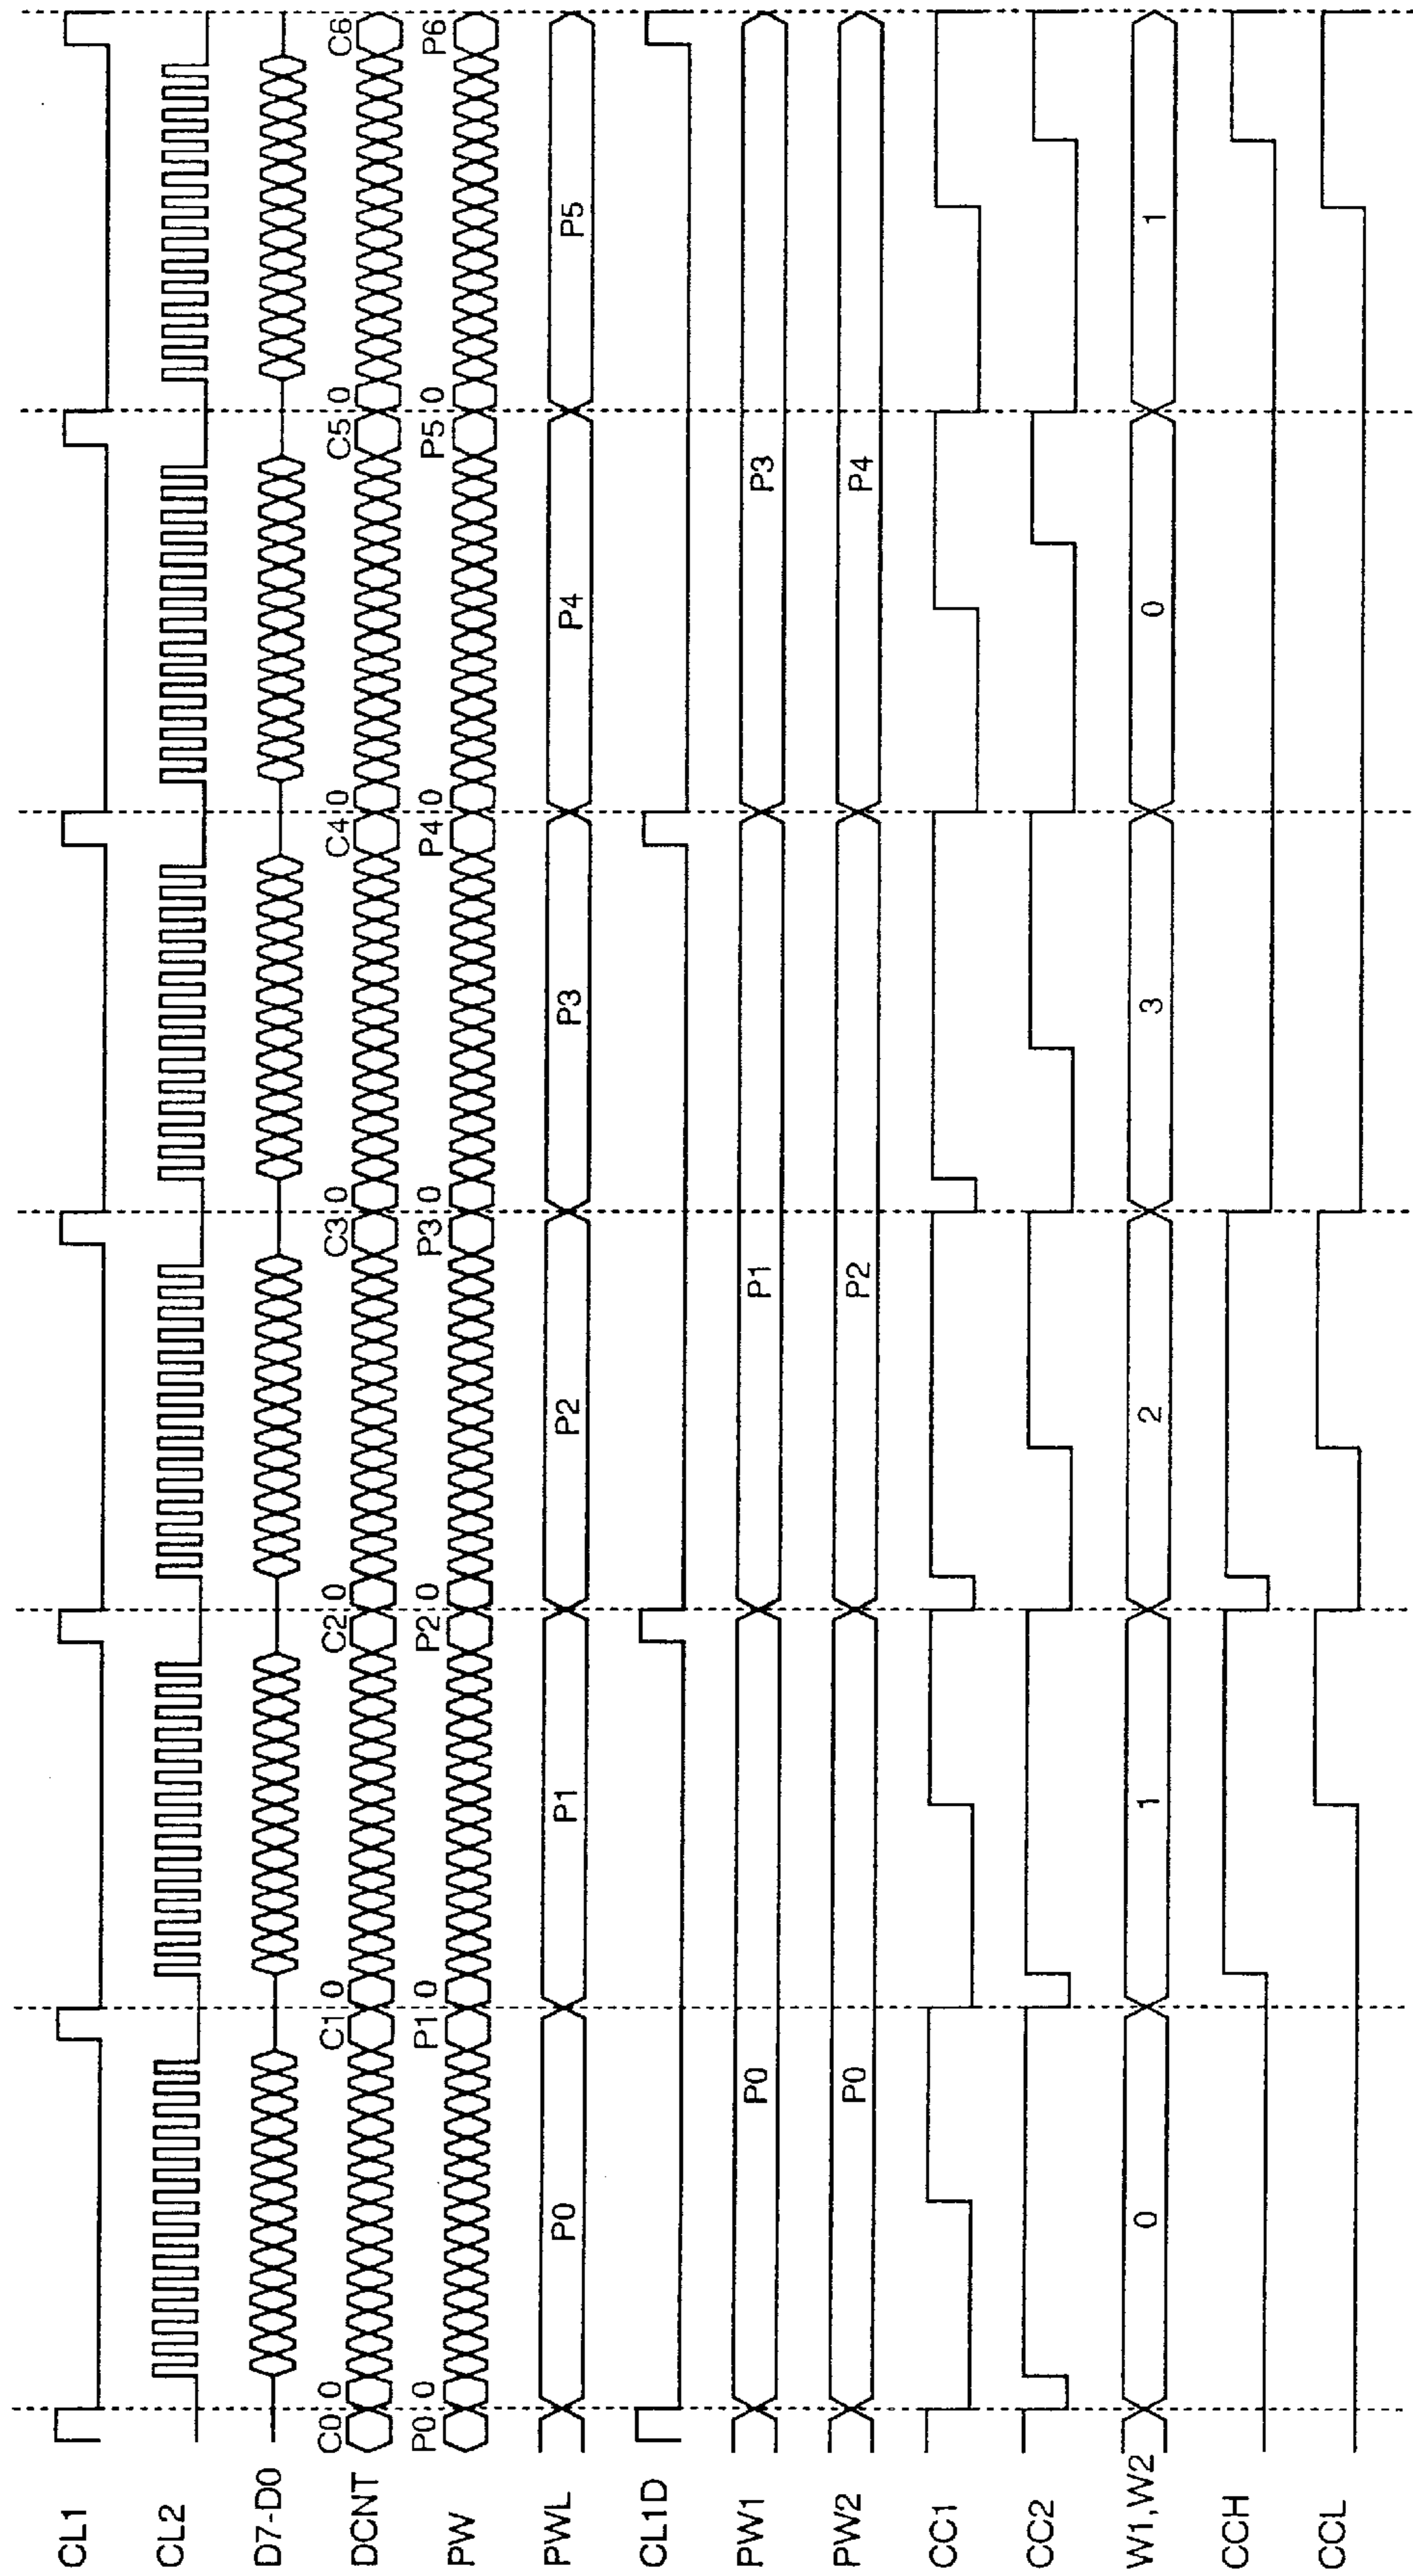 CL1
CL2
D7-D0
DCNT C0 0 C1 0 C2 0 C3 0 C4 0 C5 0 C6
PW P0 0 P1 0 P2 0 P3 0 P4 0 P5 0 P6
PWL P0 P1 P2 P3 P4 P5
CL1D
PW1 P0 P1 P3
PW2 P0 P2 P4
CC1
CC2
W1,W2 0 1 2 3 0 1
CCH
CCL